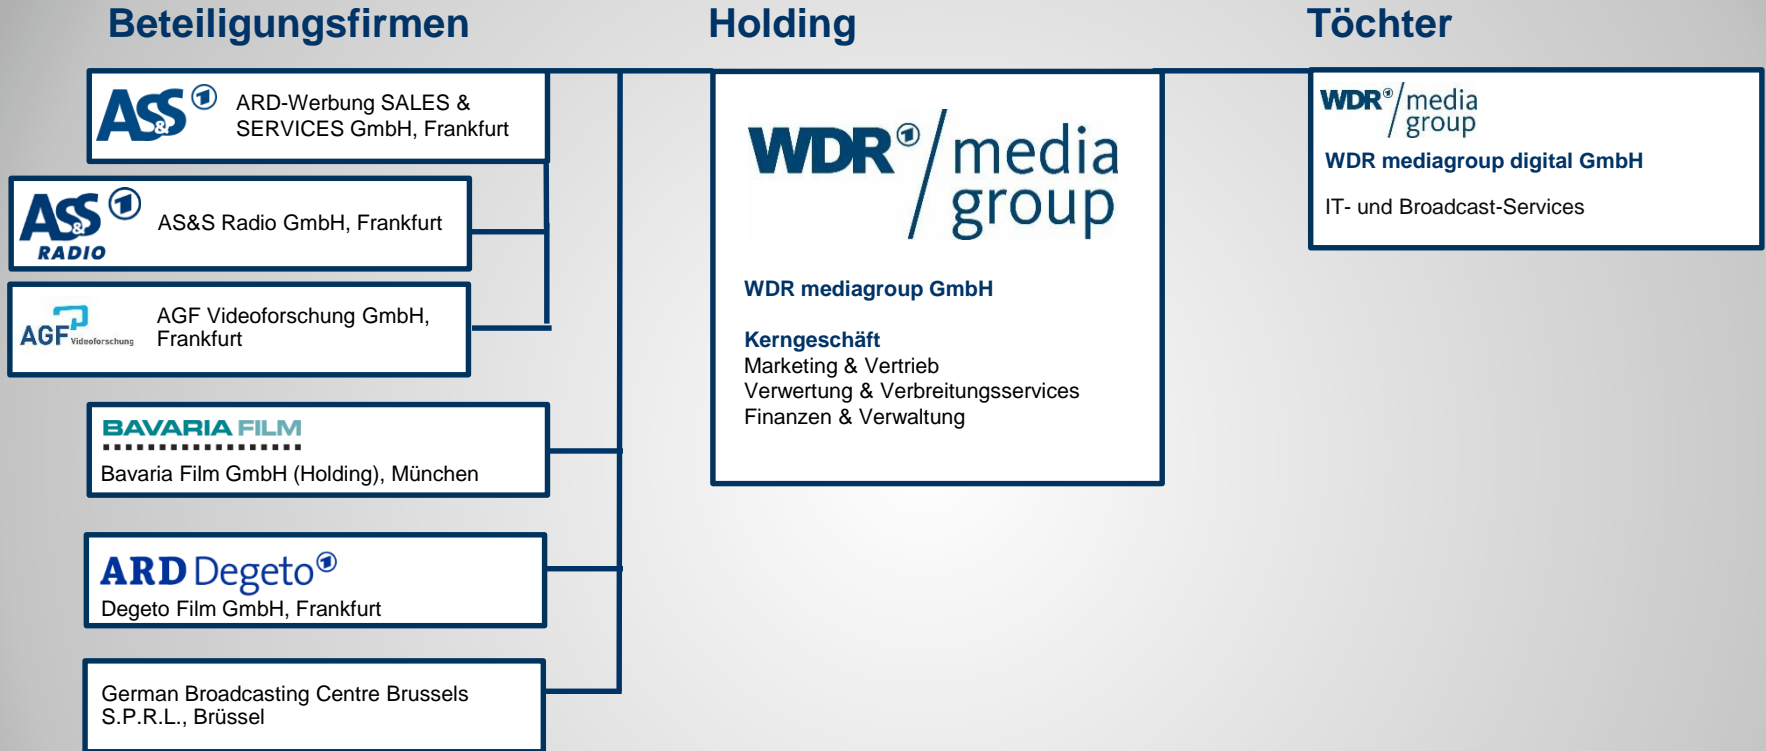 Beteiligungsfirmen
Holding
Töchter
AS&S
ARD-Werbung SALES &
SERVICES GmbH, Frankfurt
AS&S
RADIO
AS&S Radio GmbH, Frankfurt
AGF Videoforschung
AGF Videoforschung GmbH,
Frankfurt
BAVARIA FILM
Bavaria Film GmbH (Holding), München
ARD Degeto
Degeto Film GmbH, Frankfurt
German Broadcasting Centre Brussels
S.P.R.L., Brüssel
WDR®/media
group
WDR mediagroup GmbH
Kerngeschäft
Marketing & Vertrieb
Verwertung & Verbreitungsservices
Finanzen & Verwaltung
WDR®/media
group
WDR mediagroup digital GmbH
IT- und Broadcast-Services